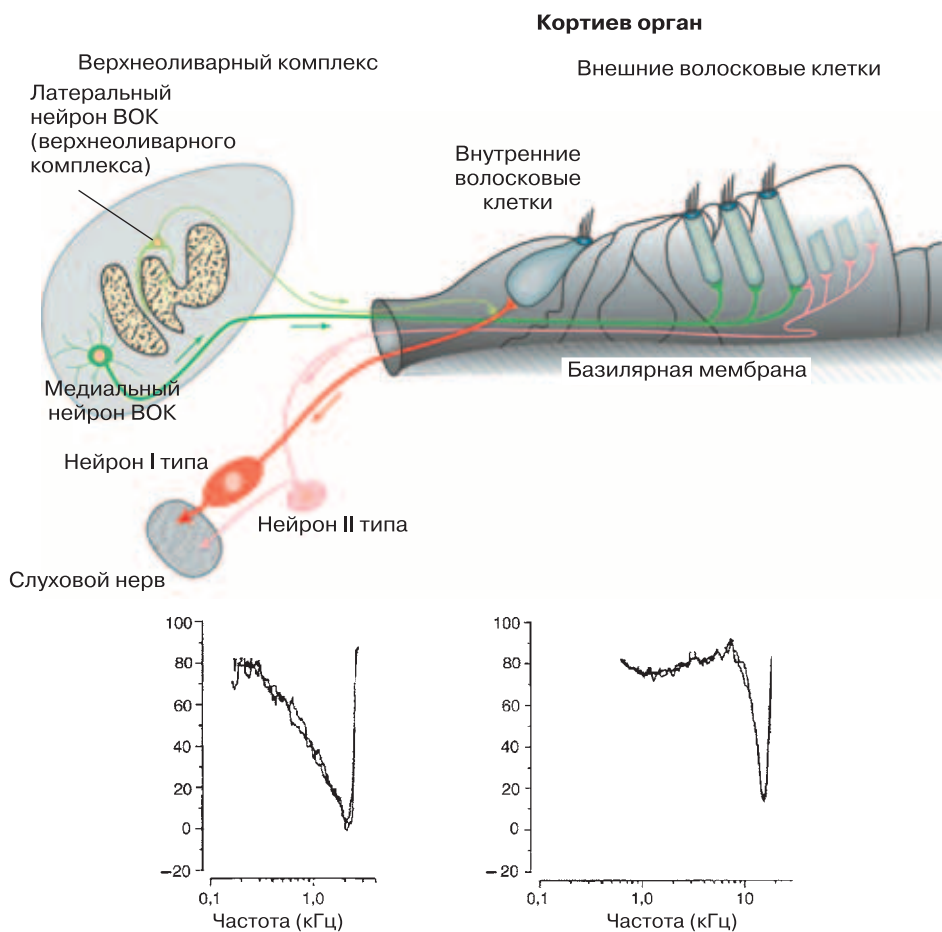 Кортиев орган
Верхнеоливарный комплекс
Внешние волосковые клетки
Латеральный
нейрон ВОК
(верхнеоливарного
комплекса)
Внутренние
волосковые
клетки
Базилярная мембрана
Медиальный
нейрон ВОК
Нейрон I типа
Нейрон II типа
Слуховой нерв
100
80
60
40
20
0
−20
0,1
1,0
Частота (кГц)
100
80
60
40
20
0
−20
0,1
1,0
10
Частота (кГц)